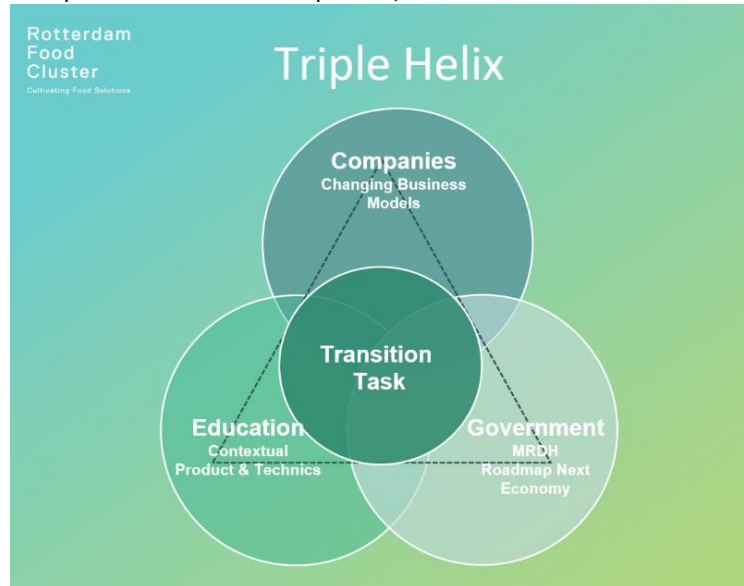 Rotterdam
Food
Cluster
Cultivating Food Solutions
Triple Helix
Companies
Changing Business
Models
Transition
Task
Education
Contextual
Product & Technics
Government
MRDH
Roadmap Next
Economy